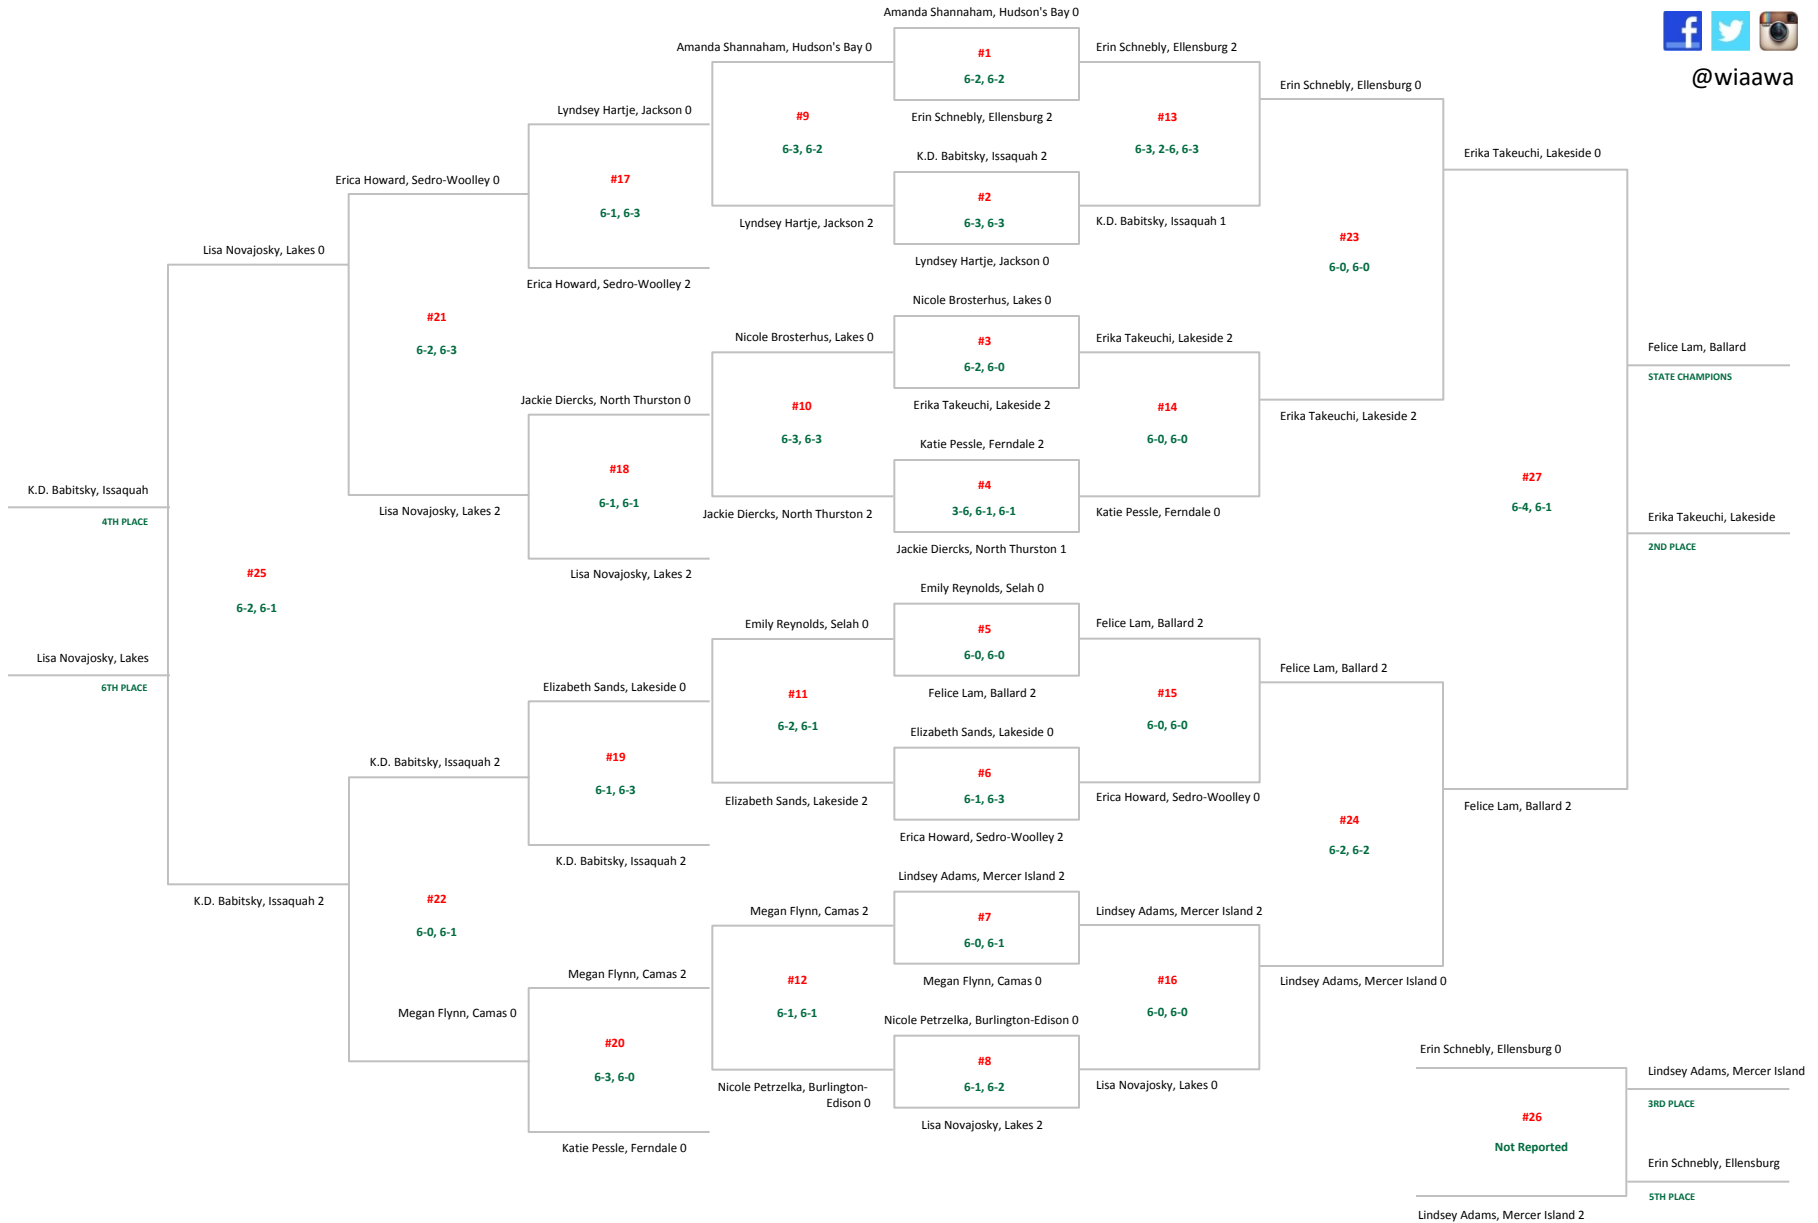 Amanda Shannaham, Hudson's Bay 0
Amanda Shannaham, Hudson's Bay 0
#1
Erin Schnebly, Ellensburg 2
@wiaawa
6-2, 6-2
Erin Schnebly, Ellensburg 0
Lyndsey Hartje, Jackson 0
#9
Erin Schnebly, Ellensburg 2
#13
6-3, 6-2
6-3, 2-6, 6-3
K.D. Babitsky, Issaquah 2
Erika Takeuchi, Lakeside 0
Erica Howard, Sedro-Woolley 0
#17
#2
6-1, 6-3
Lyndsey Hartje, Jackson 2
6-3, 6-3
K.D. Babitsky, Issaquah 1
#23
Lisa Novajosky, Lakes 0
Lyndsey Hartje, Jackson 0
6-0, 6-0
Erica Howard, Sedro-Woolley 2
Nicole Brosterhus, Lakes 0
#21
Nicole Brosterhus, Lakes 0
#3
Erika Takeuchi, Lakeside 2
Felice Lam, Ballard
6-2, 6-3
6-2, 6-0
STATE CHAMPIONS
Jackie Diercks, North Thurston 0
#10
Erika Takeuchi, Lakeside 2
#14
Erika Takeuchi, Lakeside 2
6-3, 6-3
Katie Pessle, Ferndale 2
6-0, 6-0
#18
#4
#27
K.D. Babitsky, Issaquah
6-1, 6-1
Lisa Novajosky, Lakes 2
Jackie Diercks, North Thurston 2
3-6, 6-1, 6-1
Katie Pessle, Ferndale 0
6-4, 6-1
Erika Takeuchi, Lakeside
4TH PLACE
Jackie Diercks, North Thurston 1
2ND PLACE
#25
Lisa Novajosky, Lakes 2
6-2, 6-1
Emily Reynolds, Selah 0
Emily Reynolds, Selah 0
#5
Felice Lam, Ballard 2
Lisa Novajosky, Lakes
6-0, 6-0
Felice Lam, Ballard 2
6TH PLACE
Elizabeth Sands, Lakeside 0
#11
Felice Lam, Ballard 2
#15
6-2, 6-1
Elizabeth Sands, Lakeside 0
6-0, 6-0
K.D. Babitsky, Issaquah 2
#19
#6
6-1, 6-3
Elizabeth Sands, Lakeside 2
6-1, 6-3
Erica Howard, Sedro-Woolley 0
Felice Lam, Ballard 2
Erica Howard, Sedro-Woolley 2
#24
K.D. Babitsky, Issaquah 2
6-2, 6-2
Lindsey Adams, Mercer Island 2
K.D. Babitsky, Issaquah 2
#22
Megan Flynn, Camas 2
#7
Lindsey Adams, Mercer Island 2
6-0, 6-1
6-0, 6-1
Megan Flynn, Camas 2
#12
Megan Flynn, Camas 0
#16
Lindsey Adams, Mercer Island 0
Megan Flynn, Camas 0
6-1, 6-1
Nicole Petrzelka, Burlington-Edison 0
6-0, 6-0
#20
#8
Erin Schnebly, Ellensburg 0
6-3, 6-0
Nicole Petrzelka, Burlington-
Edison 0
6-1, 6-2
Lisa Novajosky, Lakes 0
Lindsey Adams, Mercer Island
3RD PLACE
Lisa Novajosky, Lakes 2
#26
Katie Pessle, Ferndale 0
Not Reported
Erin Schnebly, Ellensburg
5TH PLACE
Lindsey Adams, Mercer Island 2